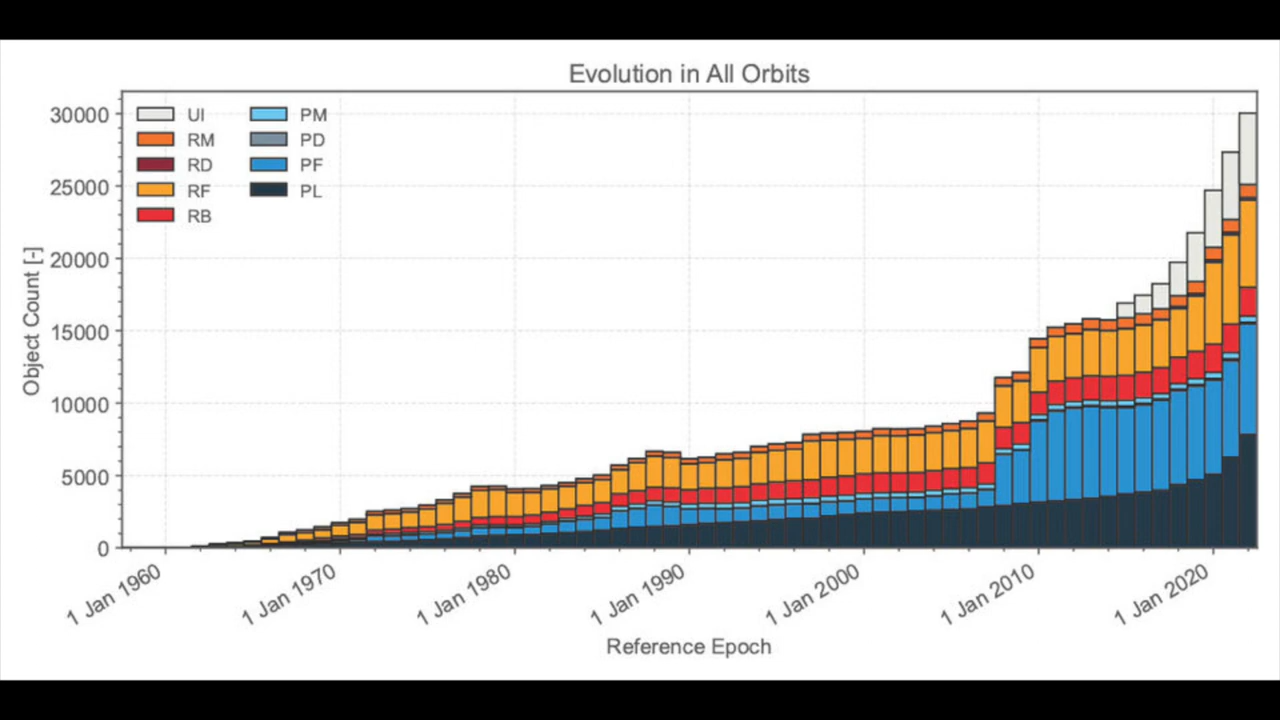 Evolution in All Orbits
30000
25000
20000
15000
10000
5000
0
Object Count [-]
UI
RM
RD
RF
RB
PM
PD
PF
PL
1 Jan 1960
1 Jan 1970
1 Jan 1980
1 Jan 1990
1 Jan 2000
1 Jan 2010
1 Jan 2020
Reference Epoch